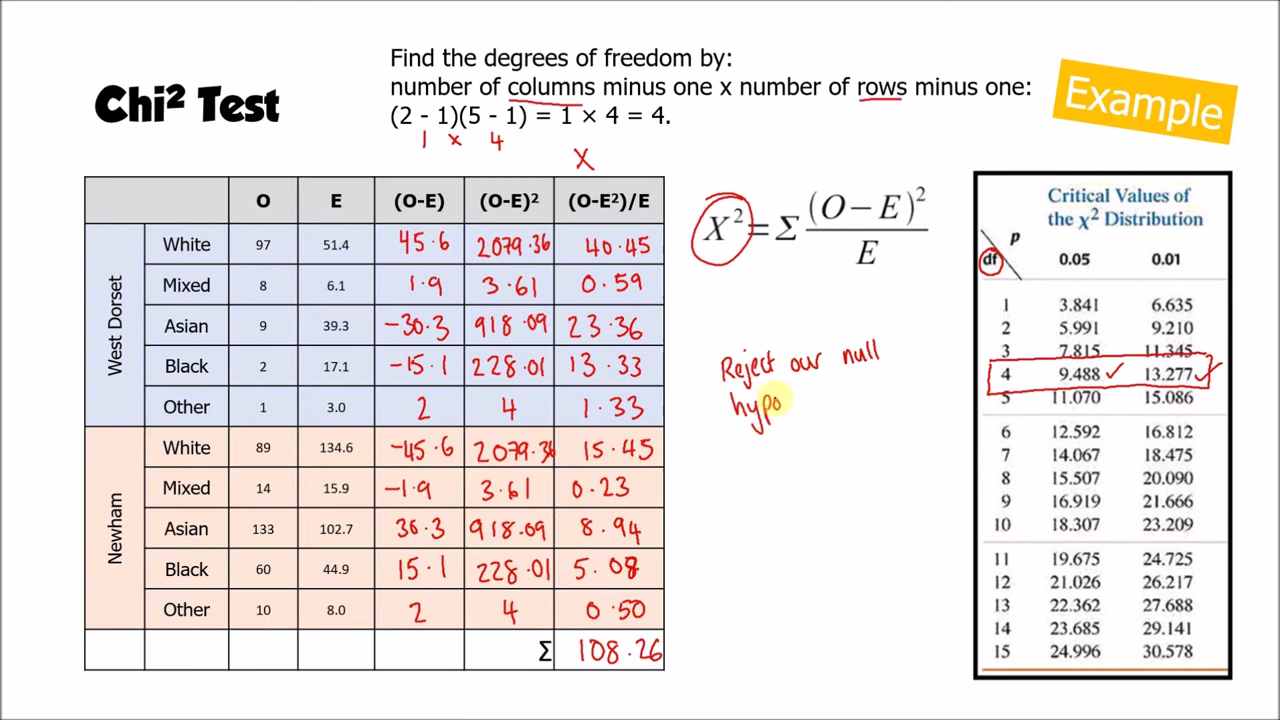 Find the degrees of freedom by:
number of columns minus one x number of rows minus one:
(2 - 1)(5 - 1) = 1 × 4 = 4.
1 x 4
Chi² Test
Example
X
O E (O-E) (O-E)² (O-E²)/E
West Dorset
White 97 51.4 45.6 2079.36 40.45
Mixed 8 6.1 1.9 3.61 0.59
Asian 9 39.3 -30.3 918.09 23.36
Black 2 17.1 -15.1 228.01 13.33
Other 1 3.0 2 4 1.33
Newham
White 89 134.6 -45.6 2079.36 15.45
Mixed 14 15.9 -1.9 3.61 0.23
Asian 133 102.7 30.3 918.09 8.94
Black 60 44.9 15.1 228.01 5.08
Other 10 8.0 2 4 0.50
Σ 108.26
X² = Σ (O – E)² / E
Reject our null
hypo
Critical Values of
the χ² Distribution
p
df 0.05 0.01
1 3.841 6.635
2 5.991 9.210
3 7.815 11.345
4 9.488 ✓ 13.277 ✓
5 11.070 15.086
6 12.592 16.812
7 14.067 18.475
8 15.507 20.090
9 16.919 21.666
10 18.307 23.209
11 19.675 24.725
12 21.026 26.217
13 22.362 27.688
14 23.685 29.141
15 24.996 30.578